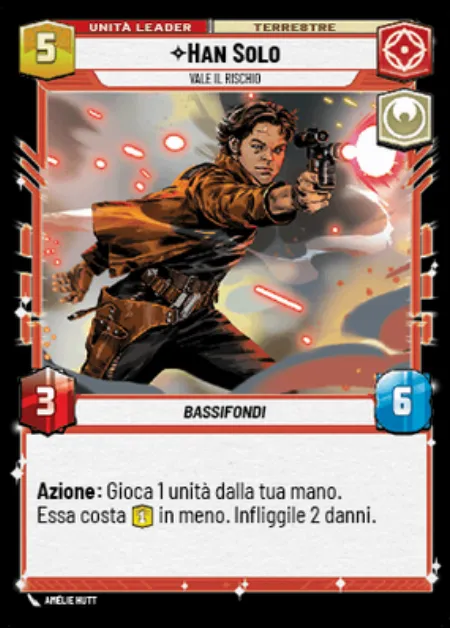 UNITÀ LEADER
TERRESTRE
5
Han Solo
VALE IL RISCHIO
3
BASSIFONDI
6
Azione: Gioca 1 unità dalla tua mano.
Essa costa 1 in meno. Infliggile 2 danni.
AMÉLIE HUTT